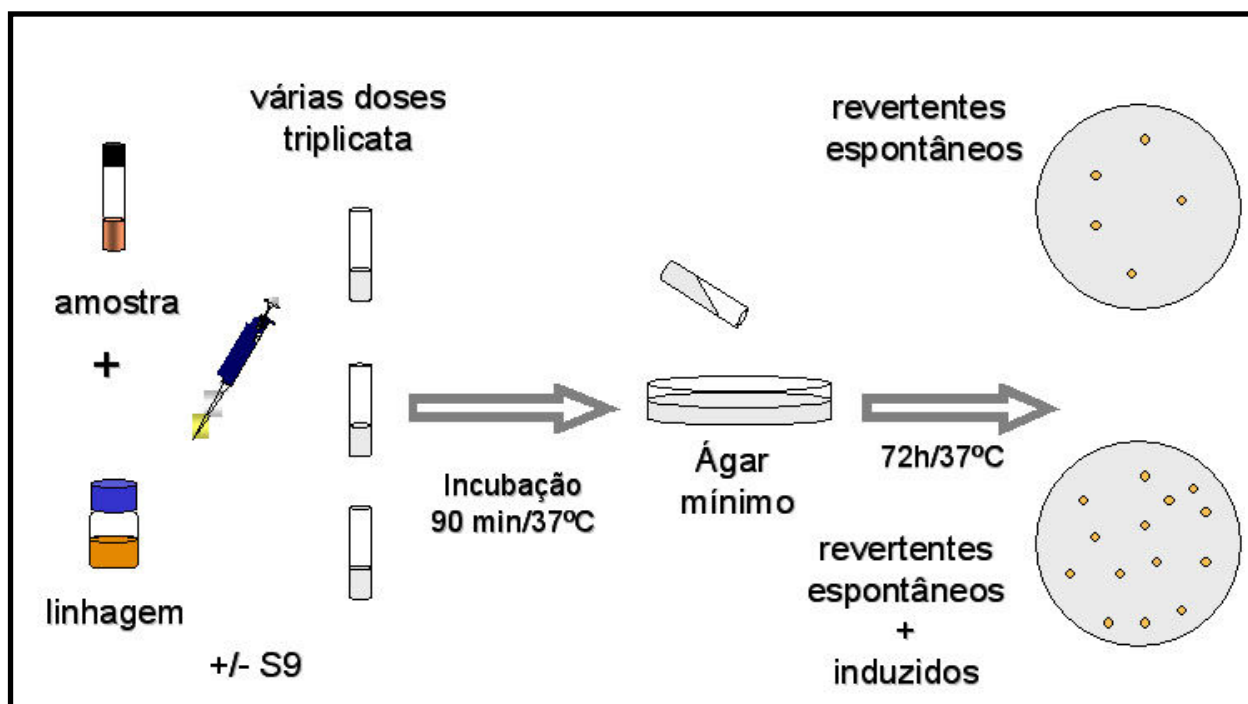 várias doses
triplicata
amostra
+
linhagem
+/- S9
Incubação
90 min/37ºC
Ágar
mínimo
72h/37ºC
revertentes
espontâneos
revertentes
espontâneos
+
induzidos